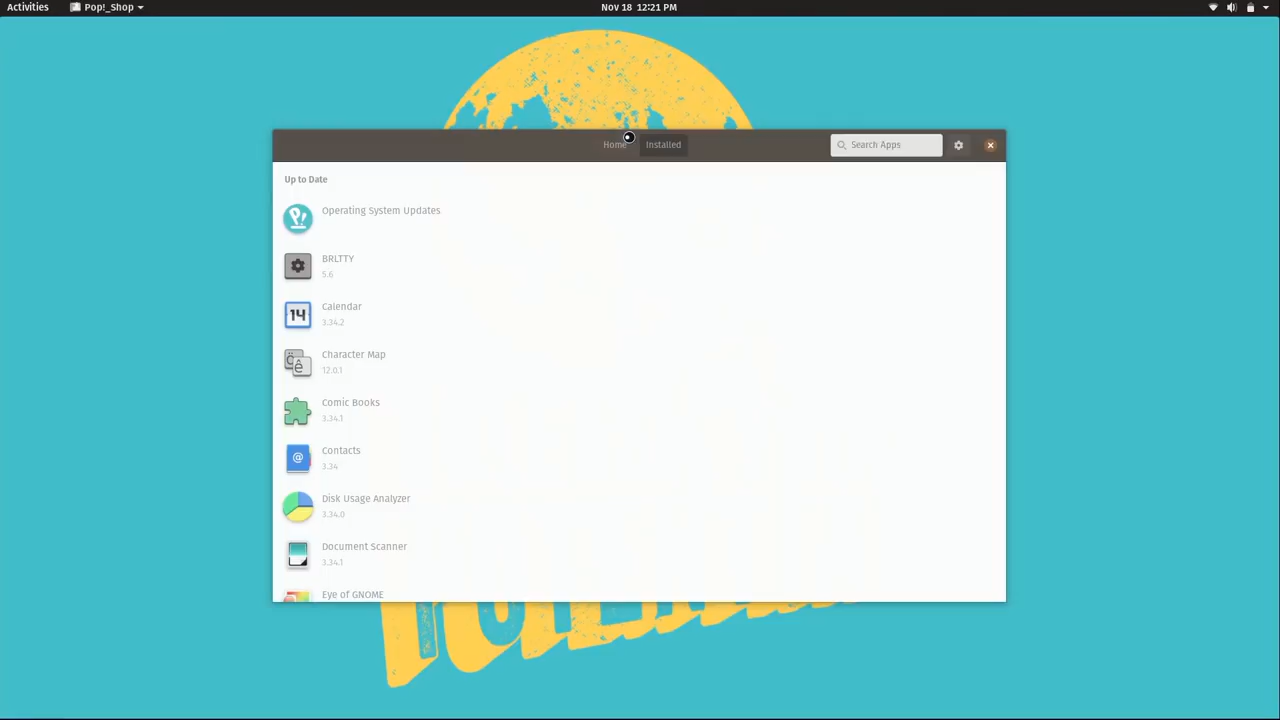 Activities
Pop!_Shop
Nov 18 12:21 PM
Home
Installed
Search Apps
Up to Date
P!
Operating System Updates
BRLTTY
5.6
14
Calendar
3.34.2
Character Map
12.0.1
Comic Books
3.34.1
@
Contacts
3.34
Disk Usage Analyzer
3.34.0
Document Scanner
3.34.1
Eye of GNOME